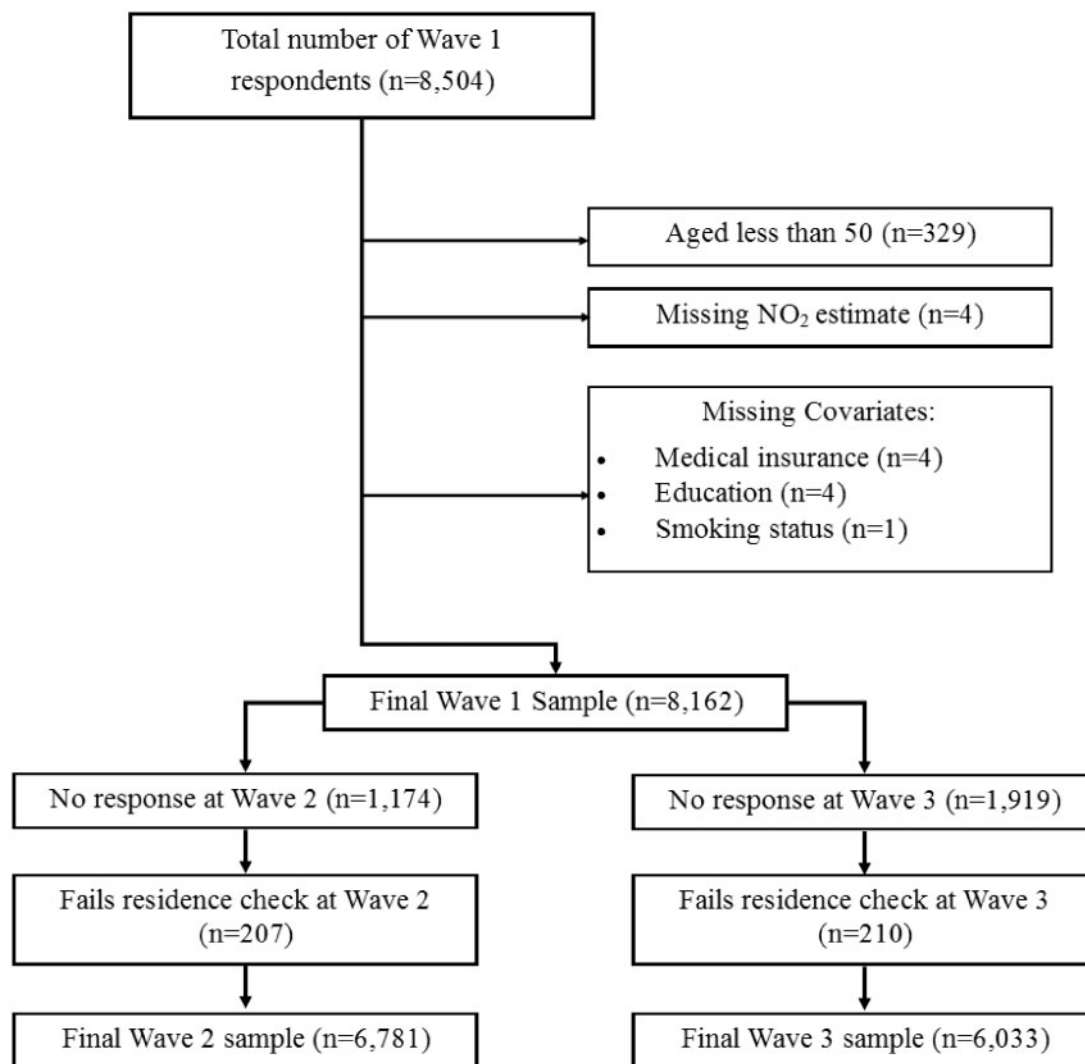 Total number of Wave 1
respondents (n=8,504)
Aged less than 50 (n=329)
Missing NO₂ estimate (n=4)
Missing Covariates:
• Medical insurance (n=4)
• Education (n=4)
• Smoking status (n=1)
Final Wave 1 Sample (n=8,162)
No response at Wave 2 (n=1,174)
No response at Wave 3 (n=1,919)
Fails residence check at Wave 2
(n=207)
Fails residence check at Wave 3
(n=210)
Final Wave 2 sample (n=6,781)
Final Wave 3 sample (n=6,033)